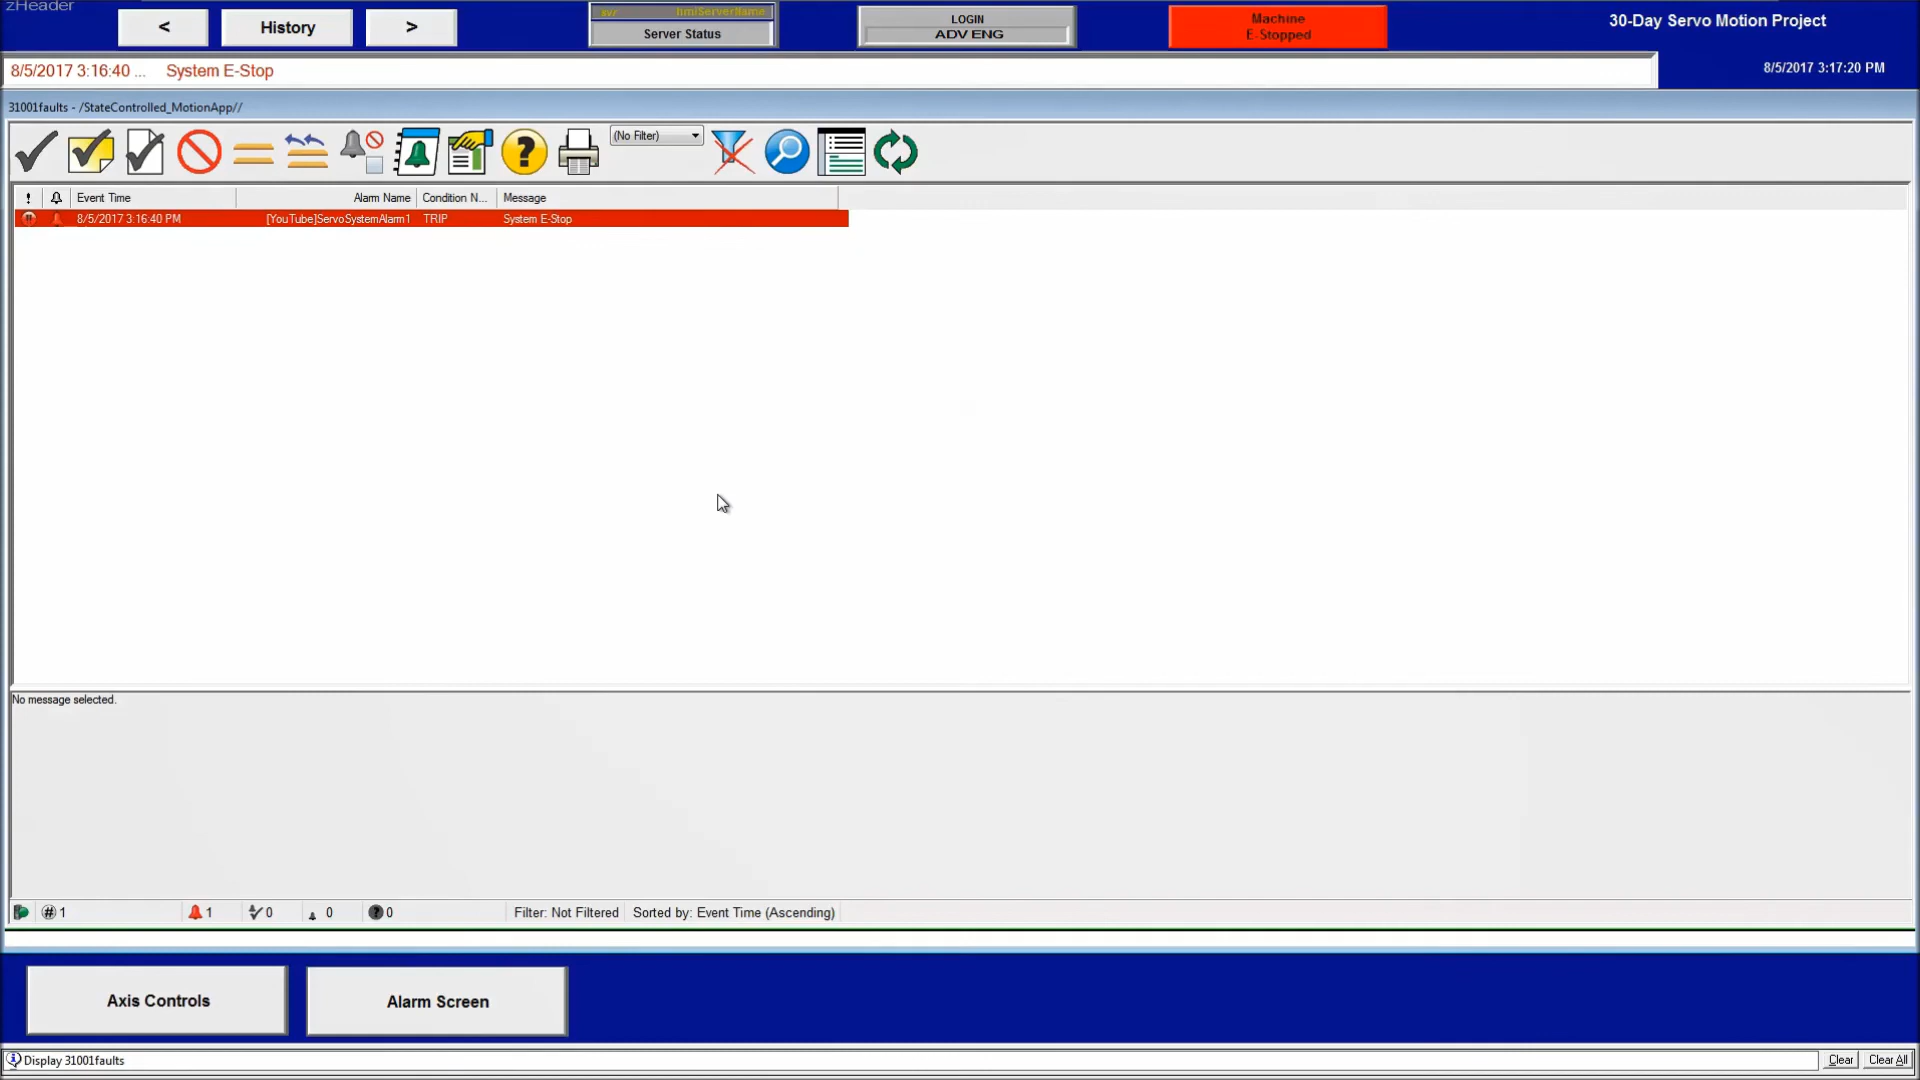 zHeader
<
History
>
svr hmiServerName
Server Status
LOGIN
ADV ENG
Machine
E-Stopped
30-Day Servo Motion Project
8/5/2017 3:16:40 ... System E-Stop
8/5/2017 3:17:20 PM
31001faults - /StateControlled_MotionApp//
(No Filter)
! Event Time Alarm Name Condition N... Message
8/5/2017 3:16:40 PM [YouTube]ServoSystemAlarm1 TRIP System E-Stop
No message selected.
# 1 1 0 0 ? 0 Filter: Not Filtered Sorted by: Event Time (Ascending)
Axis Controls
Alarm Screen
Display 31001faults
Clear
Clear All